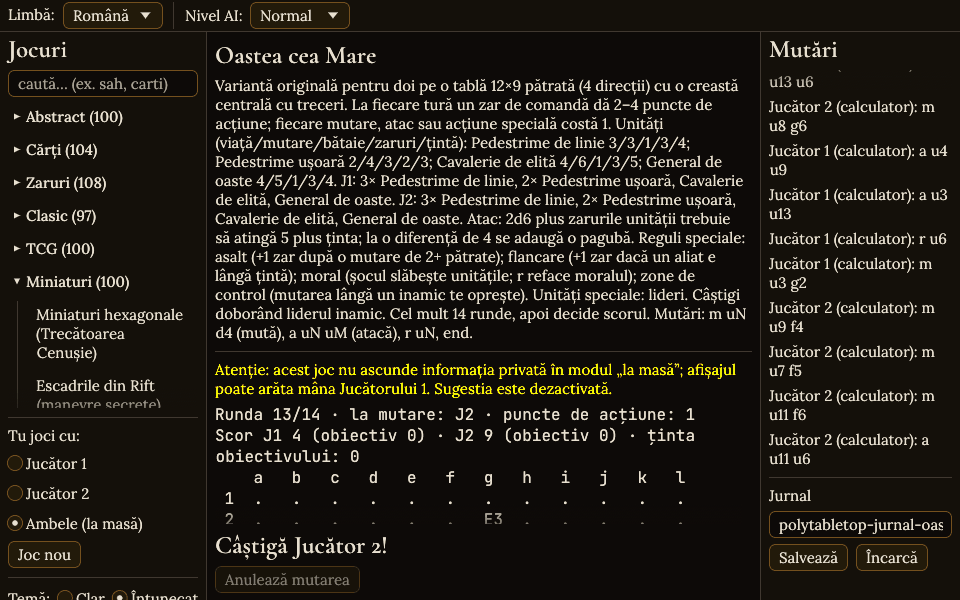 Limbă: Română Nivel AI: Normal
Jocuri
caută... (ex. sah, carti)
Abstract (100)
Cărți (104)
Zaruri (108)
Clasic (97)
TCG (100)
Miniaturi (100)
Miniaturi hexagonale
(Trecătoarea
Cenușie)
Escadrile din Rift
(manevre secrete)
Tu joci cu:
Jucător 1
Jucător 2
Ambele (la masă)
Joc nou
Temă: Clar Întunecat
Oastea cea Mare
Variantă originală pentru doi pe o tablă 12×9 pătrată (4 direcții) cu o creastă
centrală cu treceri. La fiecare tură un zar de comandă dă 2–4 puncte de
acțiune; fiecare mutare, atac sau acțiune specială costă 1. Unități
(viață/mutare/bătaie/zaruri/țintă): Pedestrime de linie 3/3/1/3/4;
Pedestrime ușoară 2/4/3/2/3; Cavalerie de elită 4/6/1/3/5; General de
oaste 4/5/1/3/4. J1: 3× Pedestrime de linie, 2× Pedestrime ușoară, Cavalerie
de elită, General de oaste. J2: 3× Pedestrime de linie, 2× Pedestrime ușoară,
Cavalerie de elită, General de oaste. Atac: 2d6 plus zarurile unității trebuie
să atingă 5 plus ținta; la o diferență de 4 se adaugă o pagubă. Reguli speciale:
asalt (+1 zar după o mutare de 2+ pătrate); flancare (+1 zar dacă un aliat e
lângă țintă); moral (șocul slăbește unitățile; r reface moralul); zone de
control (mutarea lângă un inamic te oprește). Unități speciale: lideri. Câștigi
doborând liderul inamic. Cel mult 14 runde, apoi decide scorul. Mutări: m uN
d4 (mută), a uN uM (atacă), r uN, end.
Atenție: acest joc nu ascunde informația privată în modul „la masă”; afișajul
poate arăta mâna Jucătorului 1. Sugestia este dezactivată.
Runda 13/14 · la mutare: J2 · puncte de acțiune: 1
Scor J1 4 (obiectiv 0) · J2 9 (obiectiv 0) · ținta
obiectivului: 0
a b c d e f g h i j k l
1 . . . . . . . . . . . .
2 . . . . . . E3 . . . . .
Câștigă Jucător 2!
Anulează mutarea
Mutări
u13 u6
Jucător 2 (calculator): m
u8 g6
Jucător 1 (calculator): a u4
u9
Jucător 1 (calculator): a u3
u13
Jucător 1 (calculator): r u6
Jucător 1 (calculator): m
u3 g2
Jucător 2 (calculator): m
u9 f4
Jucător 2 (calculator): m
u7 f5
Jucător 2 (calculator): m
u11 f6
Jucător 2 (calculator): a
u11 u6
Jurnal
polytabletop-jurnal-oas
Salvează Încarcă